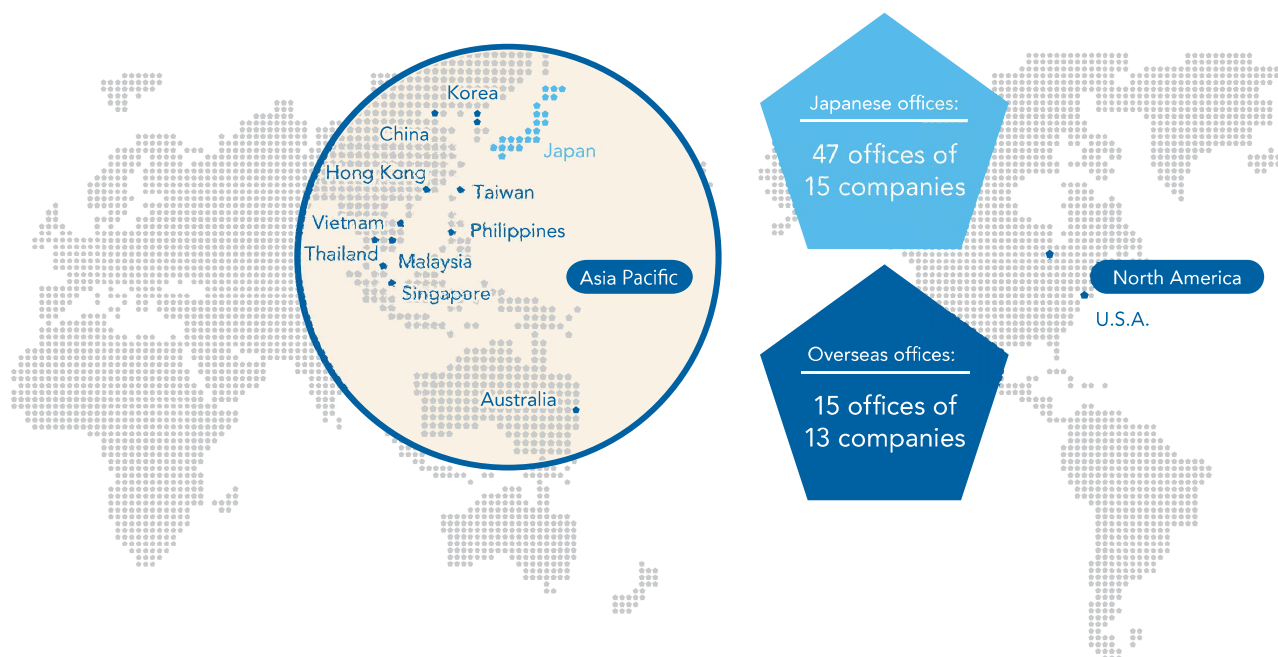 Korea
China
Japan
Hong Kong
Taiwan
Vietnam
Philippines
Thailand
Malaysia
Singapore
Asia Pacific
Australia
Japanese offices:
47 offices of
15 companies
Overseas offices:
15 offices of
13 companies
North America
U.S.A.